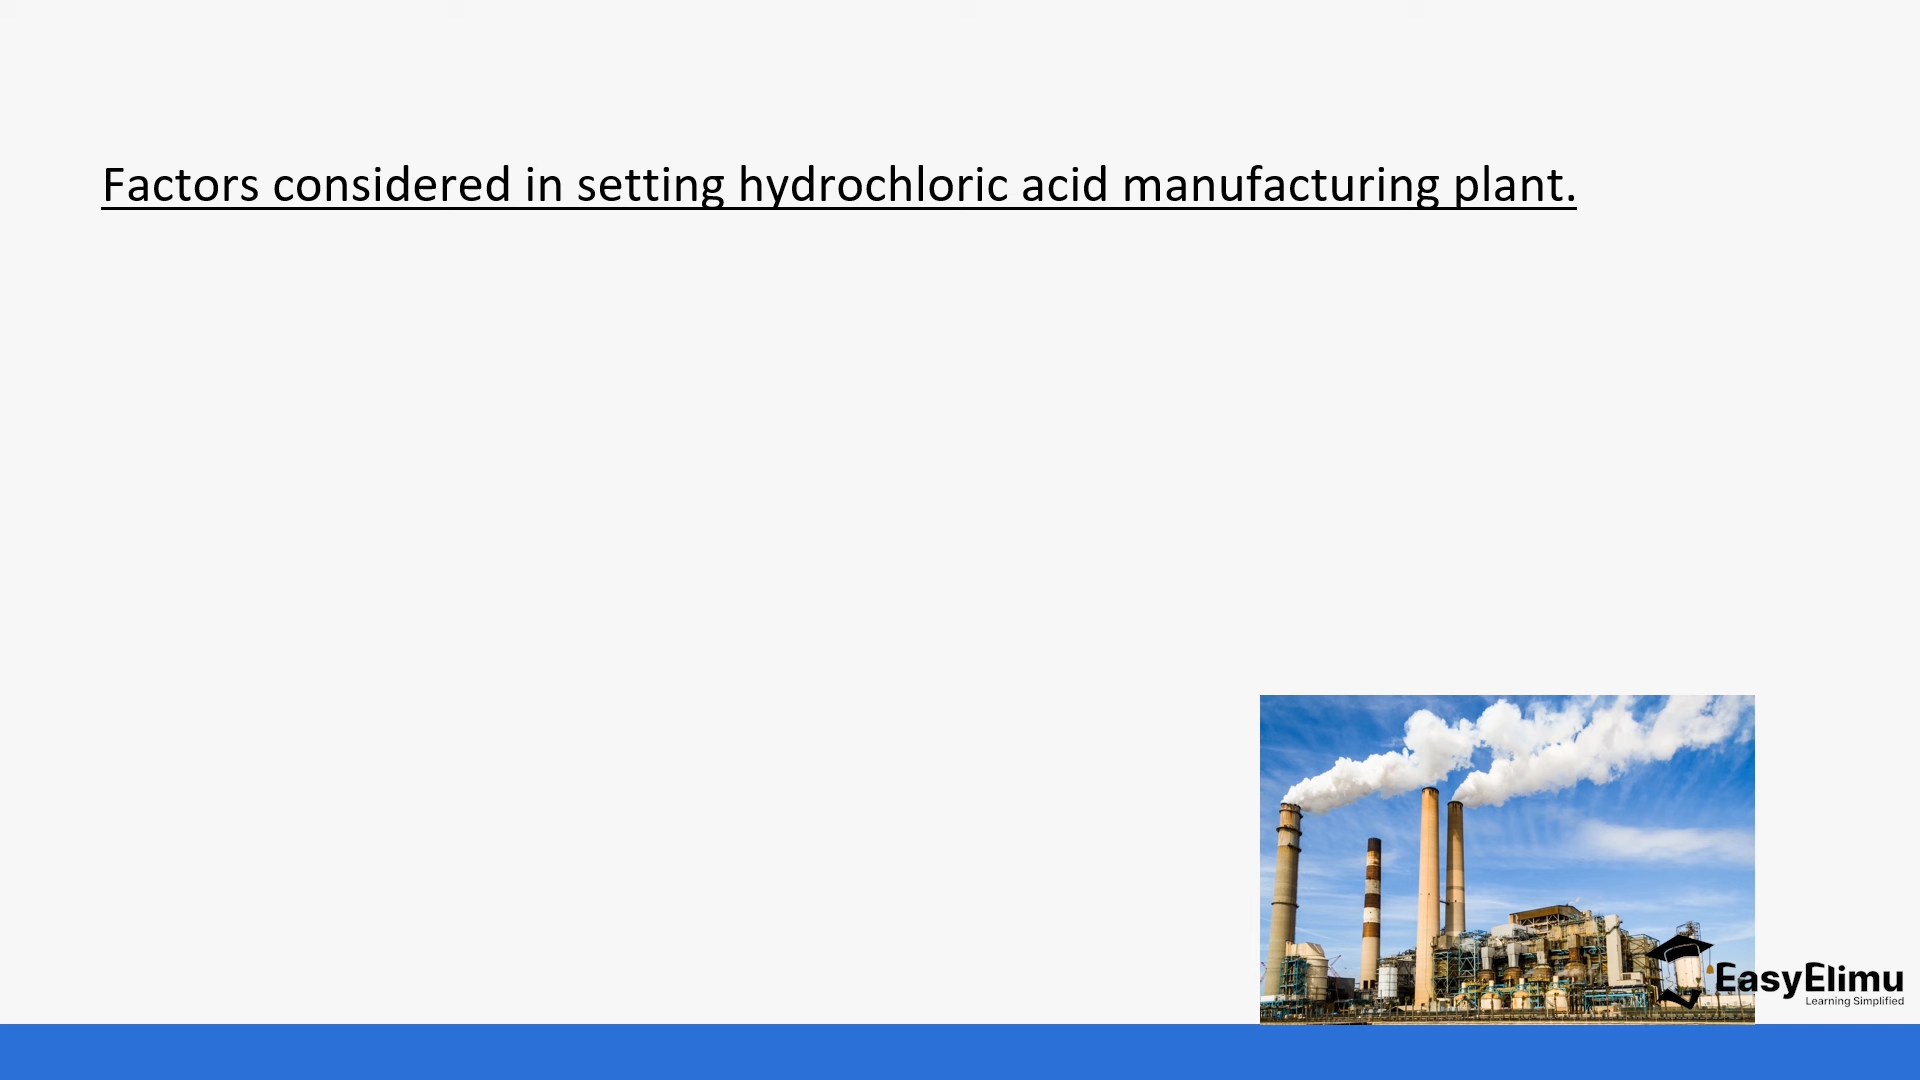 Factors considered in setting hydrochloric acid manufacturing plant.
EasyElimu
Learning Simplified